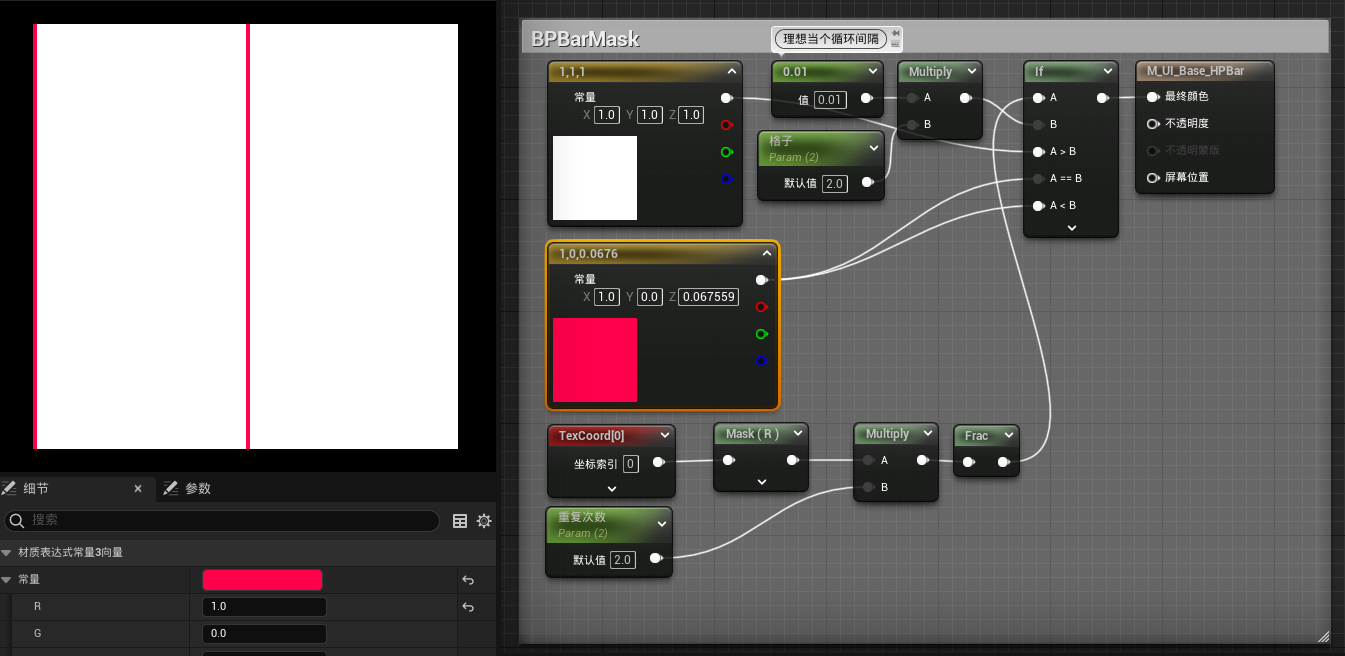 BPBarMask
理想当个循环间隔
1,1,1
常量
X 1.0 Y 1.0 Z 1.0
0.01
值 0.01
Multiply
A
B
格子
Param (2)
默认值 2.0
If
A
B
A > B
A == B
A < B
M_UI_Base_HPBar
最终颜色
不透明度
不透明蒙版
屏幕位置
1,0,0.0676
常量
X 1.0 Y 0.0 Z 0.067559
TexCoord[0]
坐标索引 0
Mask ( R )
Multiply
A
B
Frac
重复次数
Param (2)
默认值 2.0
细节 × 参数
搜索
材质表达式常量3向量
常量
R 1.0
G 0.0